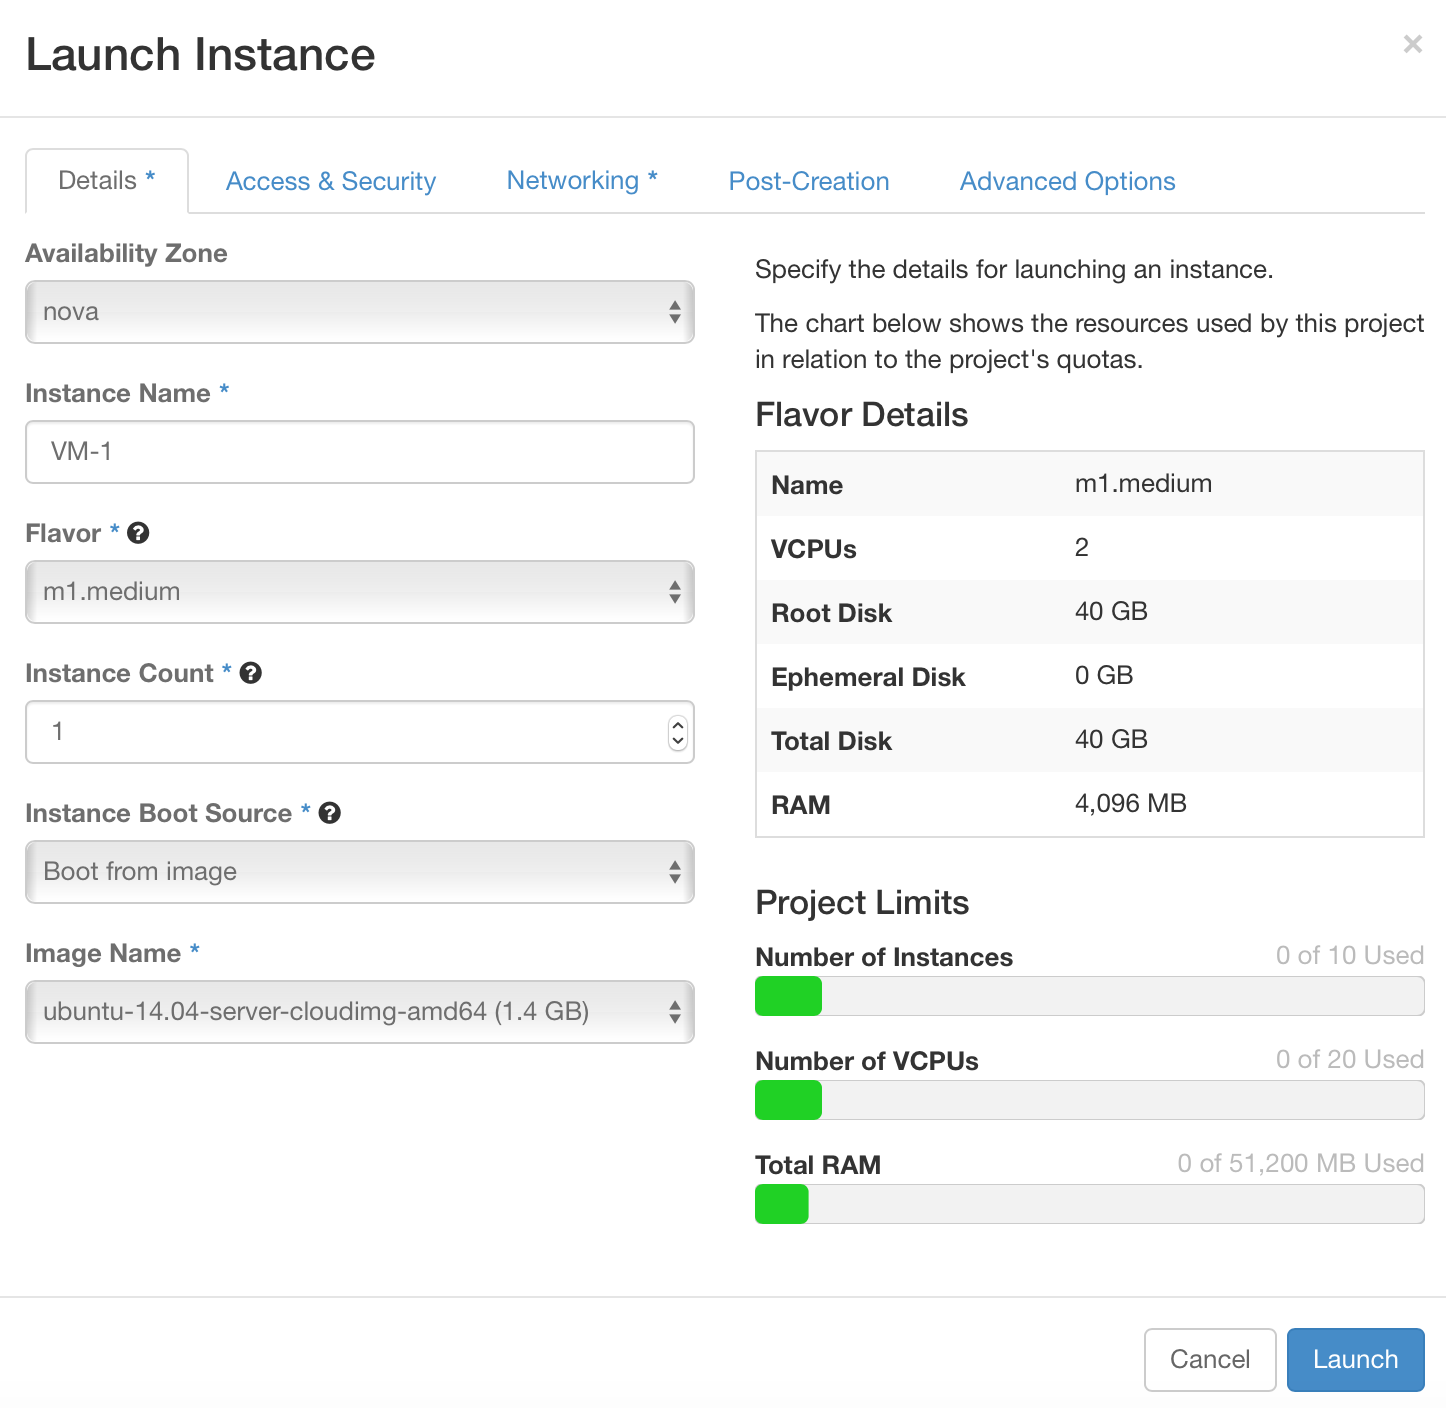 Launch Instance
×
Details *
Access & Security
Networking *
Post-Creation
Advanced Options
Availability Zone
nova
Instance Name *
VM-1
Flavor * ?
m1.medium
Instance Count * ?
1
Instance Boot Source * ?
Boot from image
Image Name *
ubuntu-14.04-server-cloudimg-amd64 (1.4 GB)
Specify the details for launching an instance.
The chart below shows the resources used by this project
in relation to the project's quotas.
Flavor Details
Name m1.medium
VCPUs 2
Root Disk 40 GB
Ephemeral Disk 0 GB
Total Disk 40 GB
RAM 4,096 MB
Project Limits
Number of Instances 0 of 10 Used
Number of VCPUs 0 of 20 Used
Total RAM 0 of 51,200 MB Used
Cancel
Launch